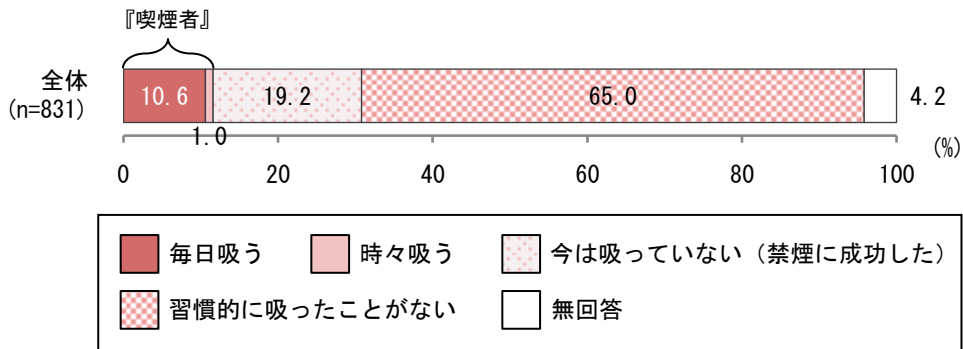 『喫煙者』
全体
(n=831)
10.6
1.0
19.2
65.0
4.2
(%)
0 20 40 60 80 100
毎日吸う 時々吸う 今は吸っていない（禁煙に成功した）
習慣的に吸ったことがない 無回答